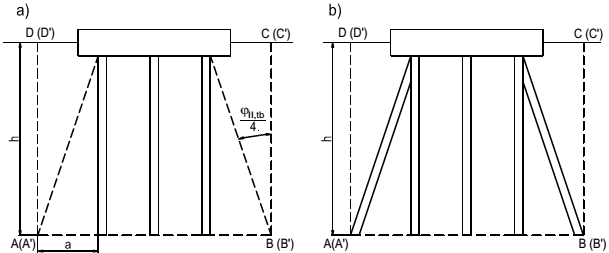 a)
D (D')
C (C')
h
φII,tb
4.
A(A')
a
B (B')
b)
D (D')
C (C')
h
A(A')
B (B')